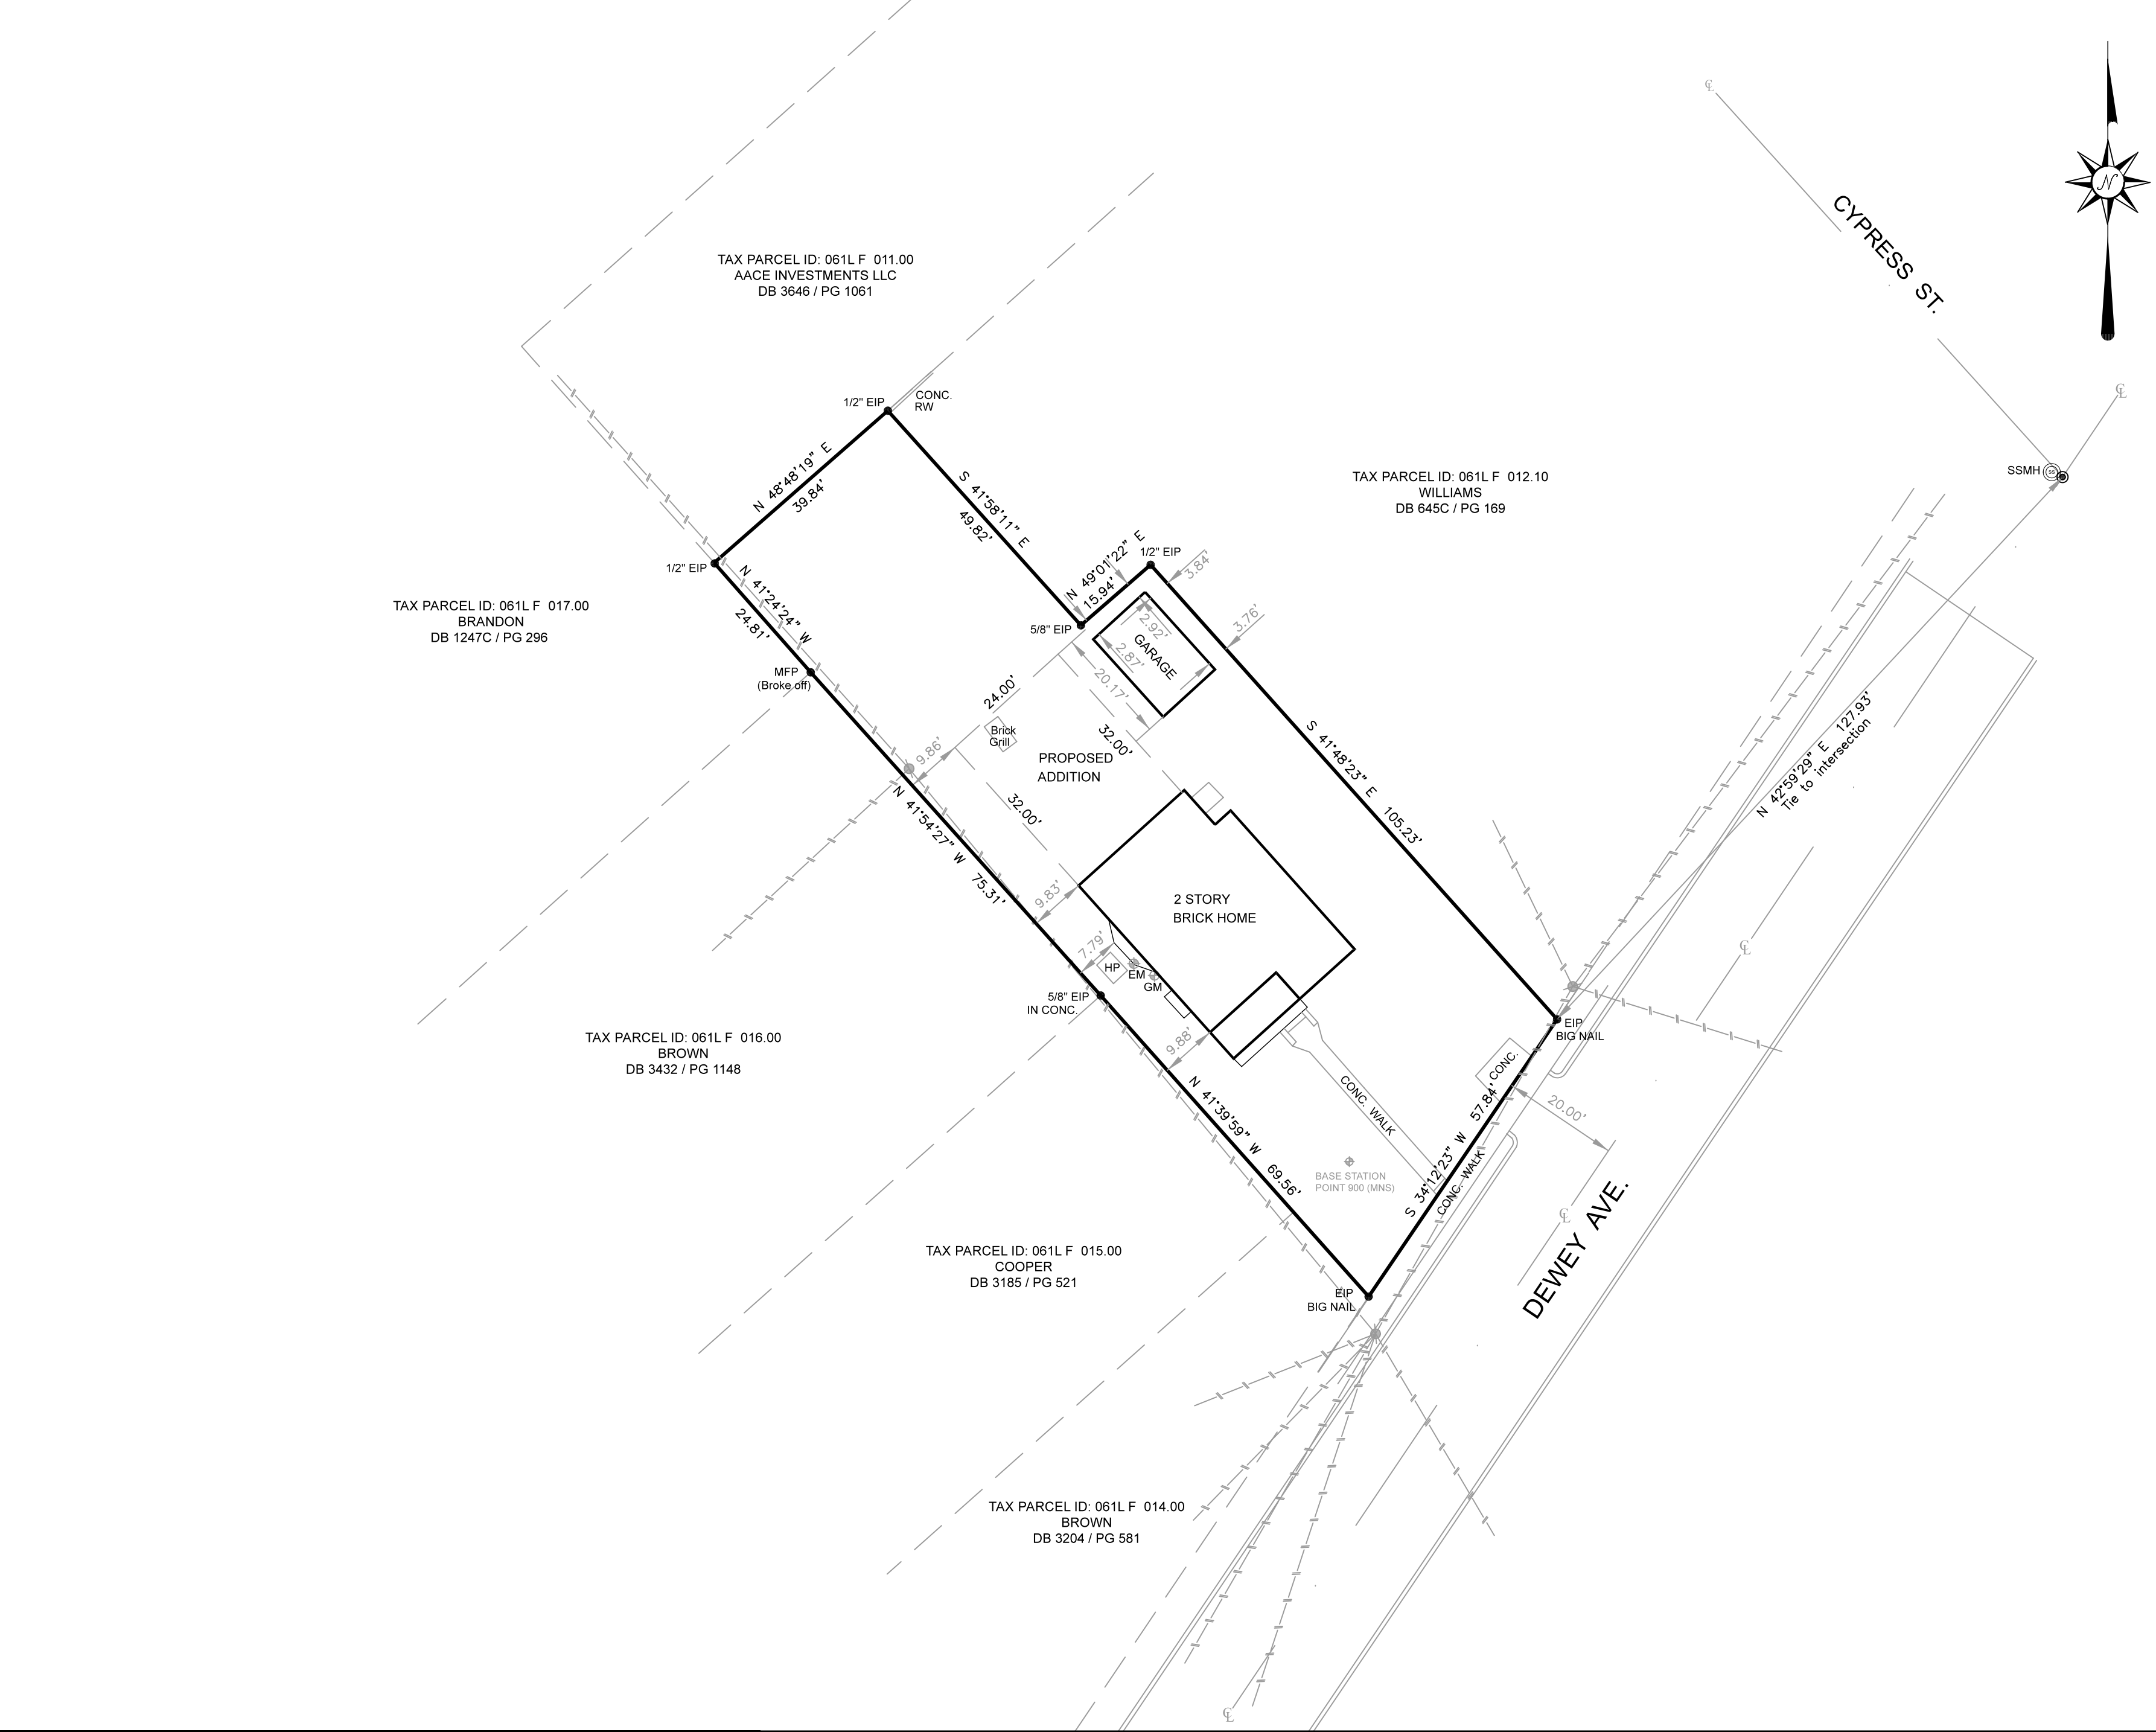 ℄
CYPRESS ST.
N
TAX PARCEL ID: 061L F 011.00
AACE INVESTMENTS LLC
DB 3646 / PG 1061
℄
1/2" EIP
CONC.
RW
N 48°48'19" E
39.84'
S 41°58'11" E
49.82'
TAX PARCEL ID: 061L F 012.10
WILLIAMS
DB 645C / PG 169
SSMH
SS
1/2" EIP
N 41°24'24" W
24.81'
N 49°01'22" E
15.94'
1/2" EIP
3.84'
5/8" EIP
TAX PARCEL ID: 061L F 017.00
BRANDON
DB 1247C / PG 296
2.92'
GARAGE
2.87'
20.17'
3.76'
MFP
(Broke off)
24.00'
Brick
Grill
9.86'
32.00'
PROPOSED
ADDITION
32.00'
S 41°48'23" E 105.23'
N 42°59'29" E 127.93'
Tie to intersection
N 41°54'27" W 75.31'
9.83'
2 STORY
BRICK HOME
℄
7.79'
HP
EM
GM
5/8" EIP
IN CONC.
EIP
BIG NAIL
TAX PARCEL ID: 061L F 016.00
BROWN
DB 3432 / PG 1148
9.88'
CONC.
20.00'
CONC. WALK
N 41°39'59" W 69.56'
S 34°12'23" W 57.84'
CONC. WALK
BASE STATION
POINT 900 (MNS)
℄
DEWEY AVE.
TAX PARCEL ID: 061L F 015.00
COOPER
DB 3185 / PG 521
EIP
BIG NAIL
TAX PARCEL ID: 061L F 014.00
BROWN
DB 3204 / PG 581
℄